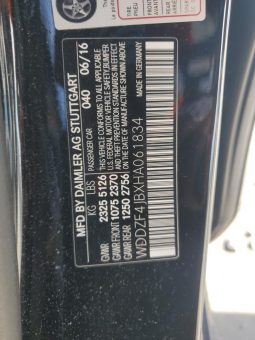 MFD BY DAIMLER AG STUTTGART
PASSENGER CAR 040 06/16
KG LBS THIS VEHICLE CONFORMS TO ALL APPLICABLE
GVWR 2325 5126 FEDERAL MOTOR VEHICLE SAFETY, BUMPER
GAWR FRONT 1075 2370 AND THEFT PREVENTION STANDARDS IN EFFECT
GAWR REAR 1250 2756 ON THE DATE OF MANUFACTURE SHOWN ABOVE
MADE IN GERMANY
WDDZF4JBXHA061834